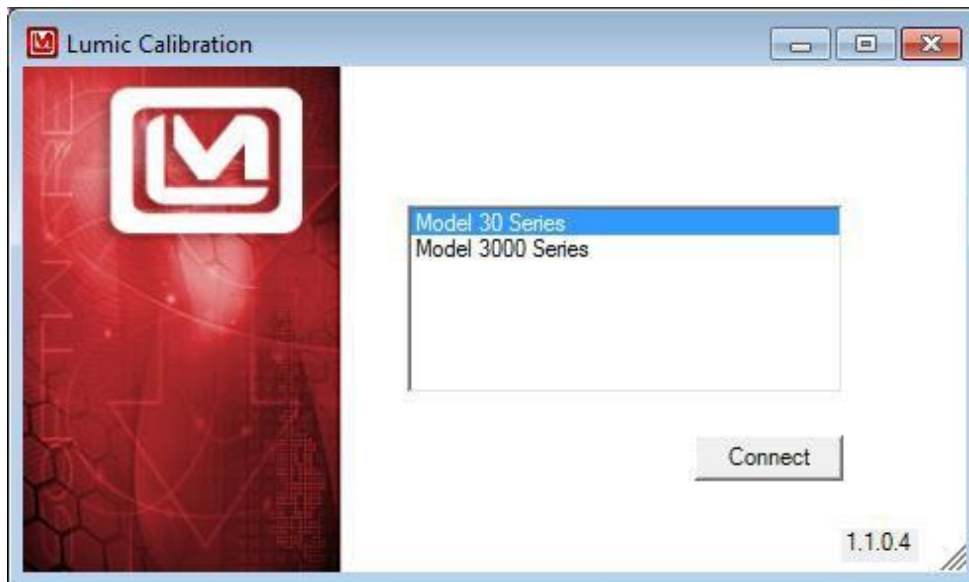 Lumic Calibration
Model 30 Series
Model 3000 Series
Connect
1.1.0.4